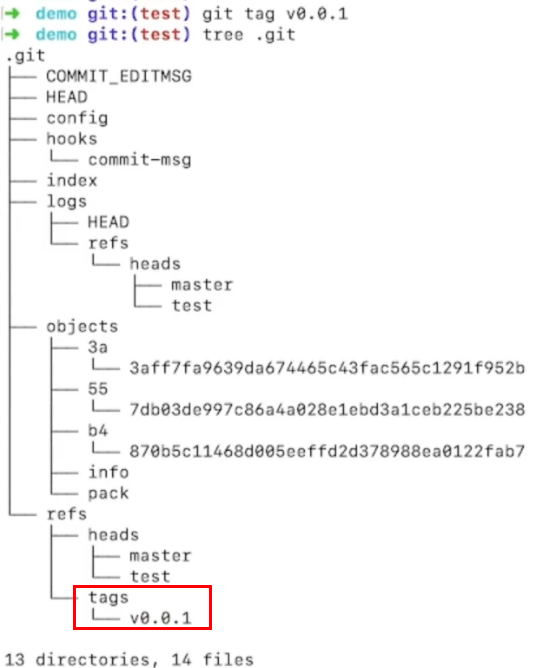 ➜ demo git:(test) git tag v0.0.1
➜ demo git:(test) tree .git
.git
├── COMMIT_EDITMSG
├── HEAD
├── config
├── hooks
│   └── commit-msg
├── index
├── logs
│   ├── HEAD
│   └── refs
│       └── heads
│           ├── master
│           └── test
├── objects
│   ├── 3a
│   │   └── 3aff7fa9639da674465c43fac565c1291f952b
│   ├── 55
│   │   └── 7db03de997c86a4a028e1ebd3a1ceb225be238
│   ├── b4
│   │   └── 870b5c11468d005eeffd2d378988ea0122fab7
│   ├── info
│   └── pack
└── refs
    ├── heads
    │   ├── master
    │   └── test
    └── tags
        └── v0.0.1
13 directories, 14 files